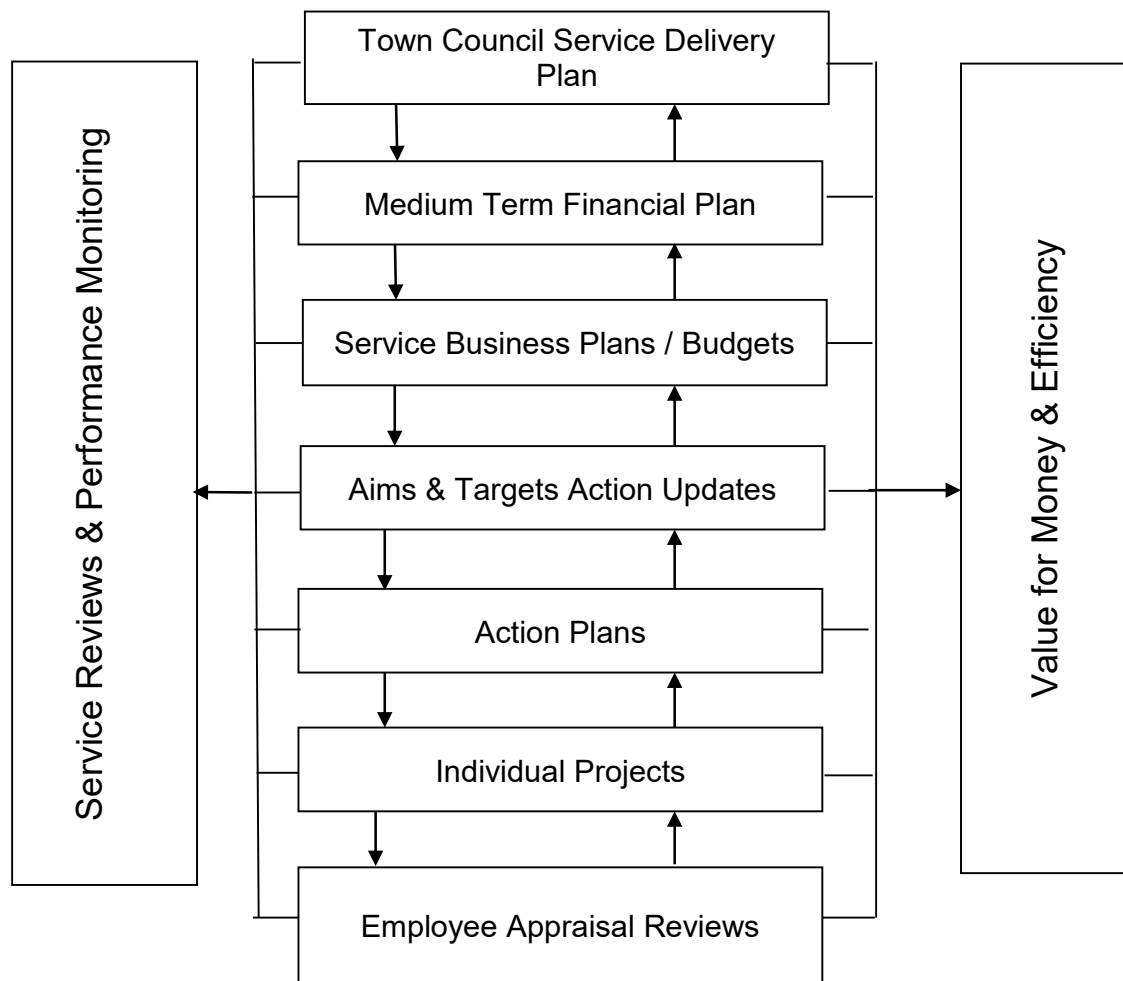 Town Council Service Delivery
Plan
Service Reviews & Performance Monitoring
Medium Term Financial Plan
Service Business Plans / Budgets
Aims & Targets Action Updates
Action Plans
Individual Projects
Employee Appraisal Reviews
Value for Money & Efficiency